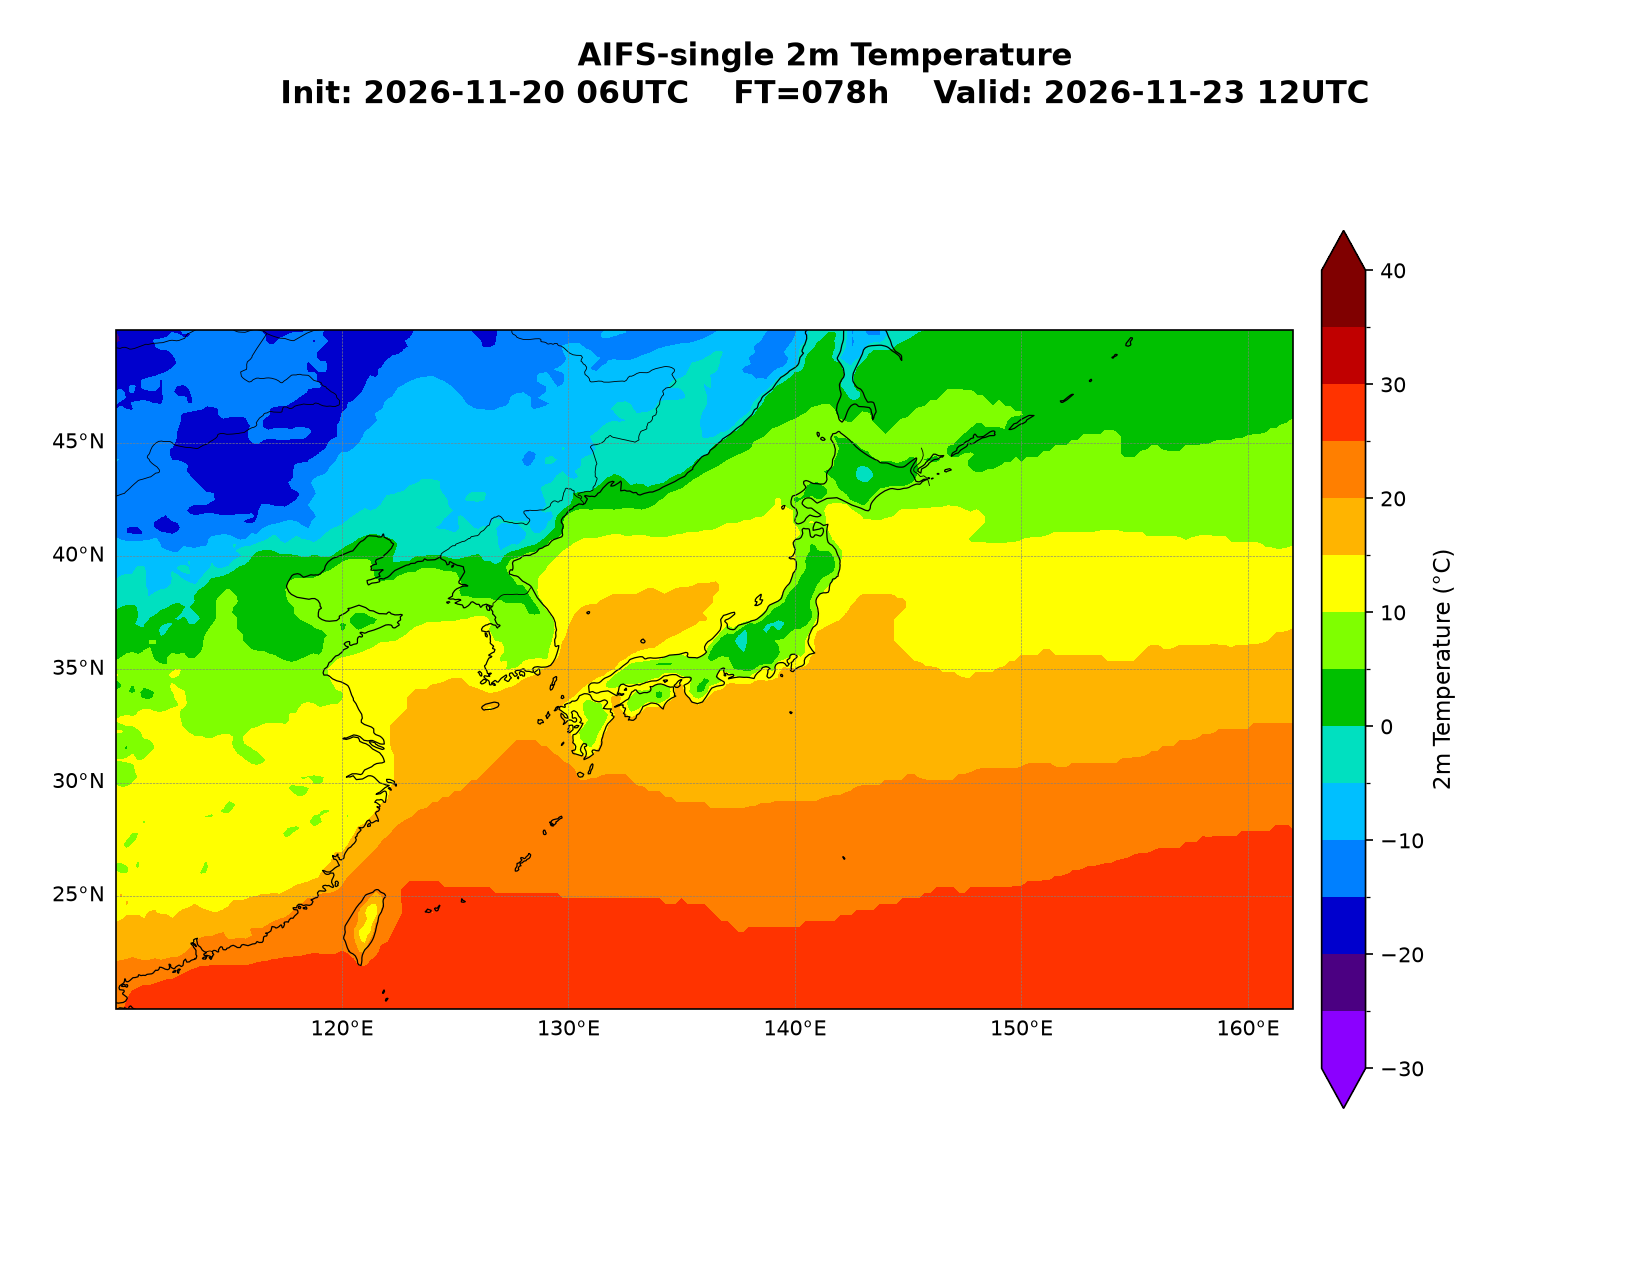 AIFS-single 2m Temperature
Init: 2026-11-20 06UTC    FT=078h    Valid: 2026-11-23 12UTC
40
30
20
10
0
−10
−20
−30
2m Temperature (°C)
45°N
40°N
35°N
30°N
25°N
120°E
130°E
140°E
150°E
160°E